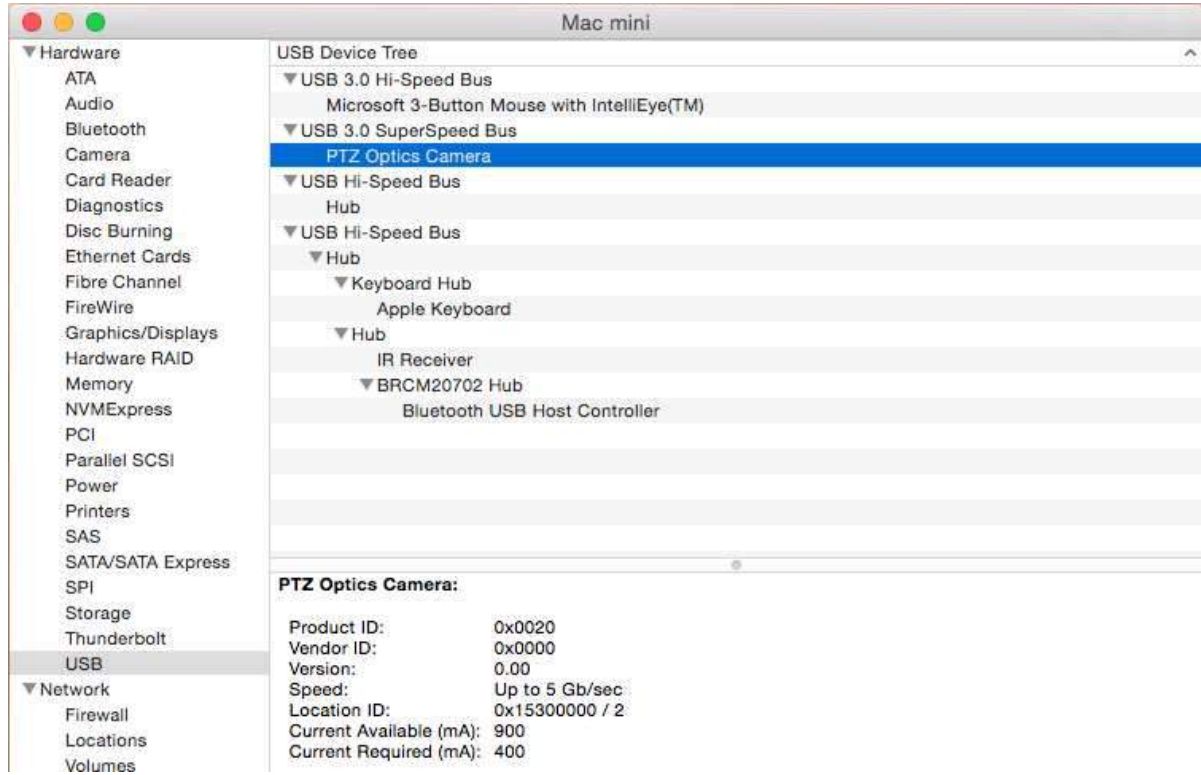 Mac mini
Hardware
ATA
Audio
Bluetooth
Camera
Card Reader
Diagnostics
Disc Burning
Ethernet Cards
Fibre Channel
FireWire
Graphics/Displays
Hardware RAID
Memory
NVMExpress
PCI
Parallel SCSI
Power
Printers
SAS
SATA/SATA Express
SPI
Storage
Thunderbolt
USB
Network
Firewall
Locations
Volumes
USB Device Tree
USB 3.0 Hi-Speed Bus
Microsoft 3-Button Mouse with IntelliEye(TM)
USB 3.0 SuperSpeed Bus
PTZ Optics Camera
USB Hi-Speed Bus
Hub
USB Hi-Speed Bus
Hub
Keyboard Hub
Apple Keyboard
Hub
IR Receiver
BRCM20702 Hub
Bluetooth USB Host Controller
PTZ Optics Camera:
Product ID: 0x0020
Vendor ID: 0x0000
Version: 0.00
Speed: Up to 5 Gb/sec
Location ID: 0x15300000 / 2
Current Available (mA): 900
Current Required (mA): 400